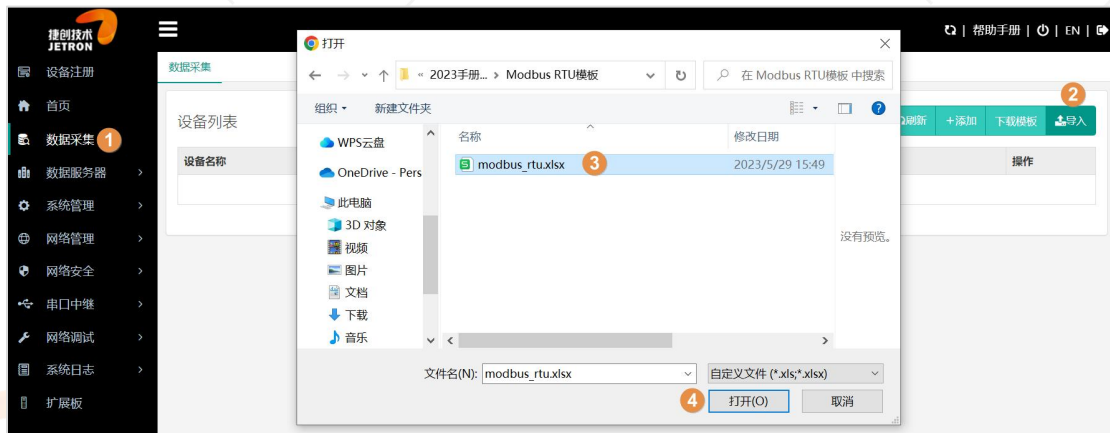 捷创技术
JETRON
帮助手册 | | EN |
设备注册
首页
数据采集 1
数据服务器
系统管理
网络管理
网络安全
串口中继
网络调试
系统日志
扩展板
数据采集
设备列表
刷新 +添加 下载模板 导入
2
设备名称
操作
打开
« 2023手册... › Modbus RTU模板
在 Modbus RTU模板 中搜索
组织 新建文件夹
WPS云盘
OneDrive - Pers
此电脑
3D 对象
视频
图片
文档
下载
音乐
名称 修改日期
modbus_rtu.xlsx 3 2023/5/29 15:49
没有预览。
文件名(N): modbus_rtu.xlsx 自定义文件 (*.xls;*.xlsx)
4 打开(O) 取消